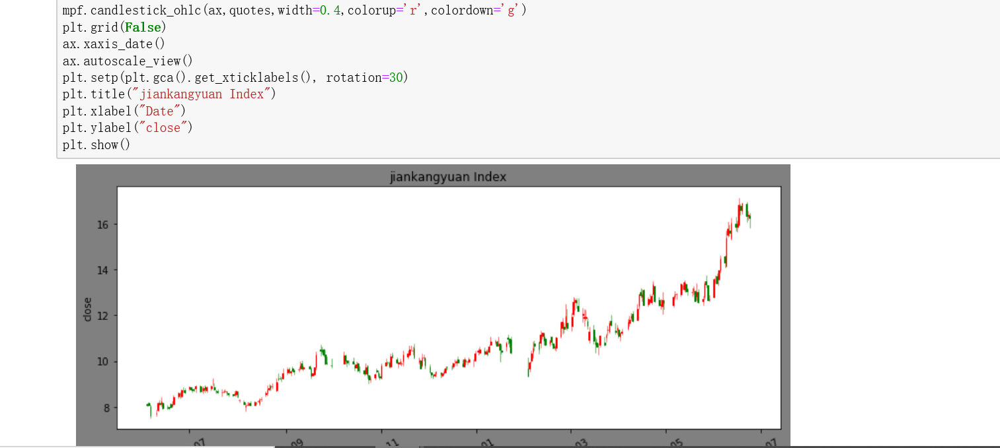 mpf.candlestick_ohlc(ax,quotes,width=0.4,colorup='r',colordown='g')
plt.grid(False)
ax.xaxis_date()
ax.autoscale_view()
plt.setp(plt.gca().get_xticklabels(), rotation=30)
plt.title("jiankangyuan Index")
plt.xlabel("Date")
plt.ylabel("close")
plt.show()
jiankangyuan Index
16
14
close
12
10
8
07 09 11 01 03 05 07